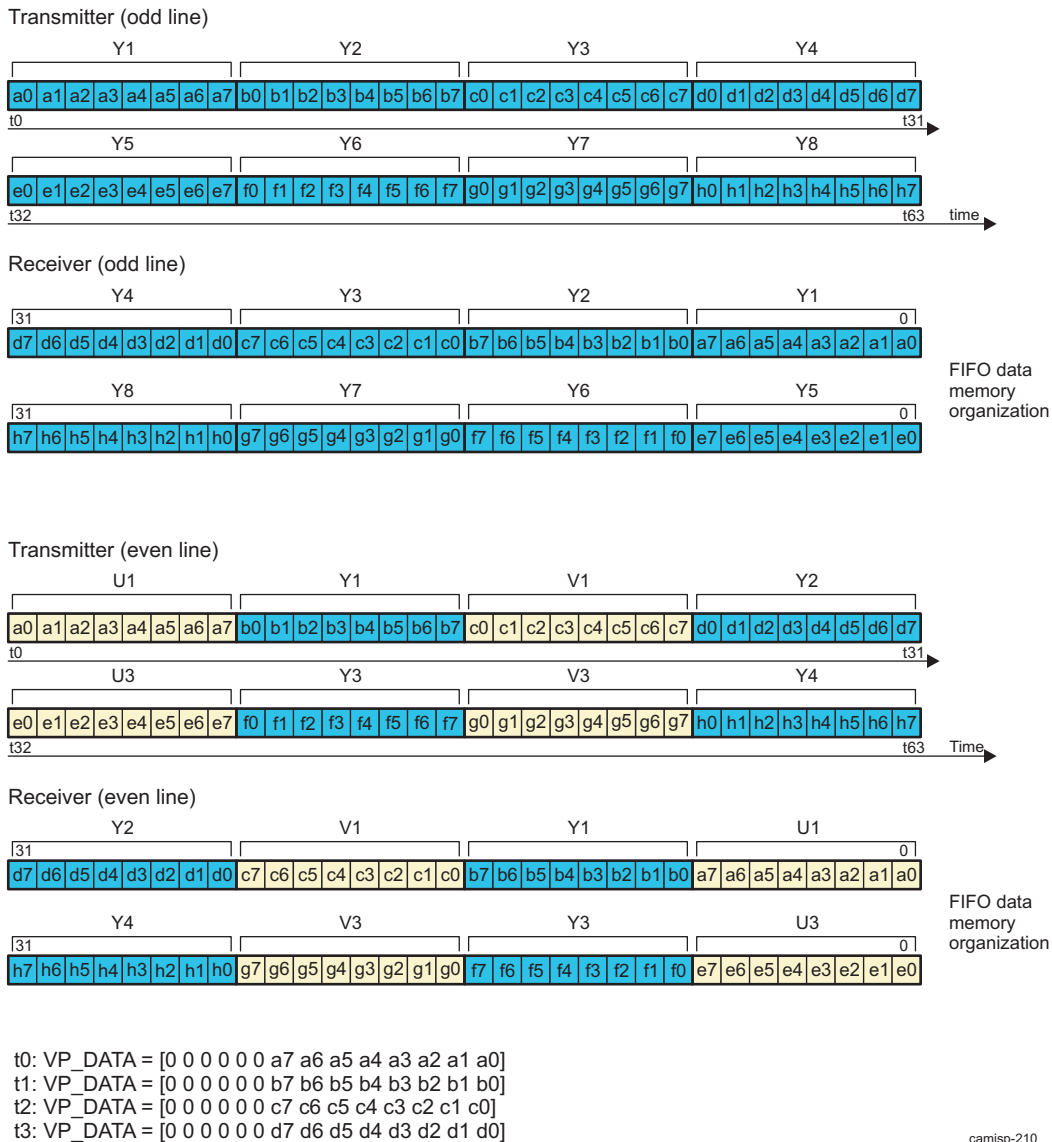 Transmitter (odd line)
Y1 Y2 Y3 Y4
a0 a1 a2 a3 a4 a5 a6 a7 b0 b1 b2 b3 b4 b5 b6 b7 c0 c1 c2 c3 c4 c5 c6 c7 d0 d1 d2 d3 d4 d5 d6 d7
t0 t31
Y5 Y6 Y7 Y8
e0 e1 e2 e3 e4 e5 e6 e7 f0 f1 f2 f3 f4 f5 f6 f7 g0 g1 g2 g3 g4 g5 g6 g7 h0 h1 h2 h3 h4 h5 h6 h7
t32 t63 time
Receiver (odd line)
Y4 Y3 Y2 Y1
31 0
d7 d6 d5 d4 d3 d2 d1 d0 c7 c6 c5 c4 c3 c2 c1 c0 b7 b6 b5 b4 b3 b2 b1 b0 a7 a6 a5 a4 a3 a2 a1 a0
FIFO data
memory
organization
Y8 Y7 Y6 Y5
31 0
h7 h6 h5 h4 h3 h2 h1 h0 g7 g6 g5 g4 g3 g2 g1 g0 f7 f6 f5 f4 f3 f2 f1 f0 e7 e6 e5 e4 e3 e2 e1 e0
Transmitter (even line)
U1 Y1 V1 Y2
a0 a1 a2 a3 a4 a5 a6 a7 b0 b1 b2 b3 b4 b5 b6 b7 c0 c1 c2 c3 c4 c5 c6 c7 d0 d1 d2 d3 d4 d5 d6 d7
t0 t31
U3 Y3 V3 Y4
e0 e1 e2 e3 e4 e5 e6 e7 f0 f1 f2 f3 f4 f5 f6 f7 g0 g1 g2 g3 g4 g5 g6 g7 h0 h1 h2 h3 h4 h5 h6 h7
t32 t63 Time
Receiver (even line)
Y2 V1 Y1 U1
31 0
d7 d6 d5 d4 d3 d2 d1 d0 c7 c6 c5 c4 c3 c2 c1 c0 b7 b6 b5 b4 b3 b2 b1 b0 a7 a6 a5 a4 a3 a2 a1 a0
FIFO data
memory
organization
Y4 V3 Y3 U3
31 0
h7 h6 h5 h4 h3 h2 h1 h0 g7 g6 g5 g4 g3 g2 g1 g0 f7 f6 f5 f4 f3 f2 f1 f0 e7 e6 e5 e4 e3 e2 e1 e0
t0: VP_DATA = [0 0 0 0 0 0 a7 a6 a5 a4 a3 a2 a1 a0]
t1: VP_DATA = [0 0 0 0 0 0 b7 b6 b5 b4 b3 b2 b1 b0]
t2: VP_DATA = [0 0 0 0 0 0 c7 c6 c5 c4 c3 c2 c1 c0]
t3: VP_DATA = [0 0 0 0 0 0 d7 d6 d5 d4 d3 d2 d1 d0]
camisp-210